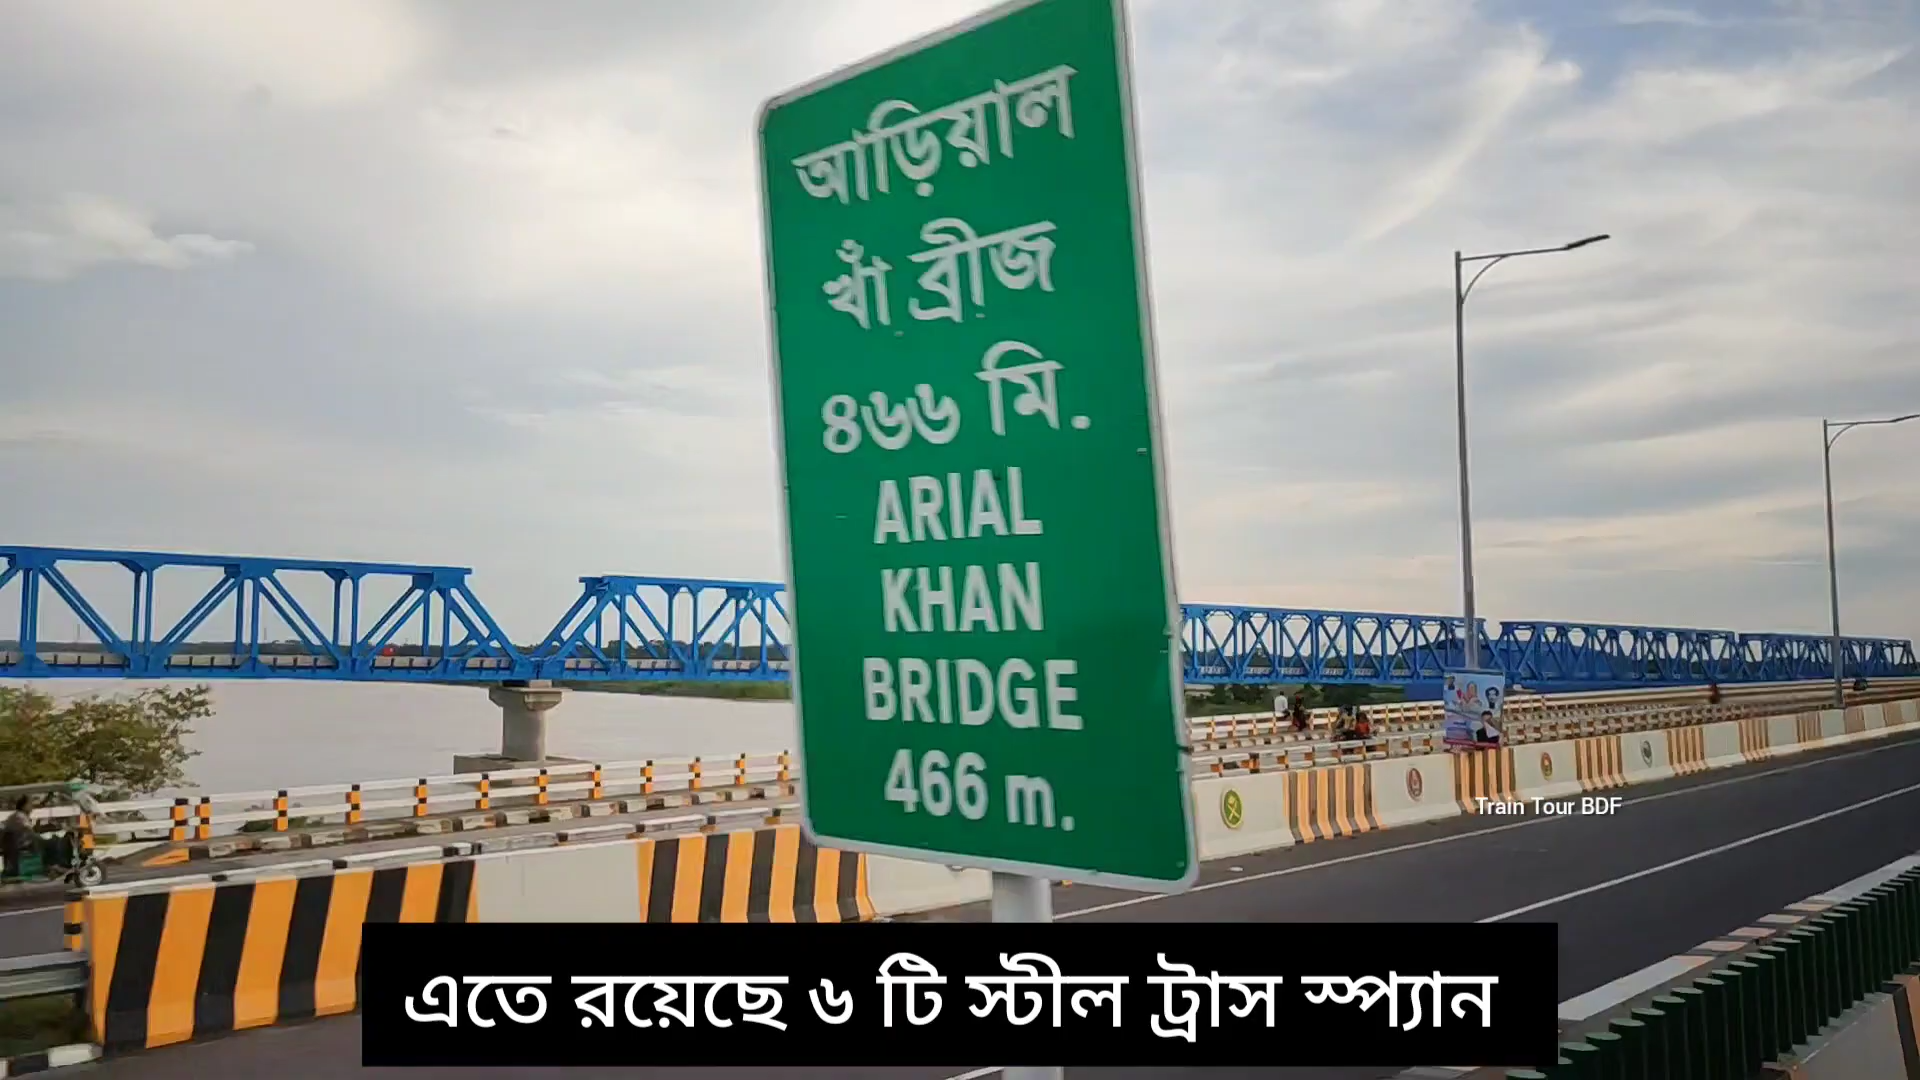 আড়িয়াল
খাঁ ব্রীজ
৪৬৬ মি.
ARIAL
KHAN
BRIDGE
466 m.
Train Tour BDF
এতে রয়েছে ৬ টি স্টীল ট্রাস স্প্যান